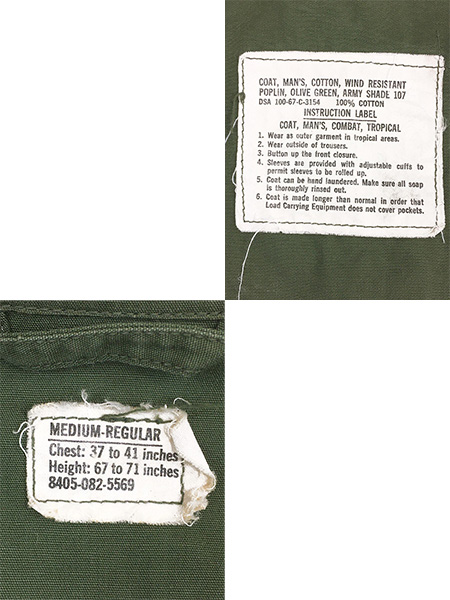 COAT, MAN'S, COTTON, WIND RESISTANT
POPLIN, OLIVE GREEN, ARMY SHADE 107
DSA 100-67-C-3154 100% COTTON
INSTRUCTION LABEL
COAT, MAN'S, COMBAT, TROPICAL
1. Wear as outer garment in tropical areas.
2. Wear outside of trousers.
3. Button up the front closure.
4. Sleeves are provided with adjustable cuffs to
permit sleeves to be rolled up.
5. Coat can be hand laundered. Make sure all soap
is thoroughly rinsed out.
6. Coat is made longer than normal in order that
Load Carrying Equipment does not cover pockets.
MEDIUM-REGULAR
Chest: 37 to 41 inches
Height: 67 to 71 inches
8405-082-5569